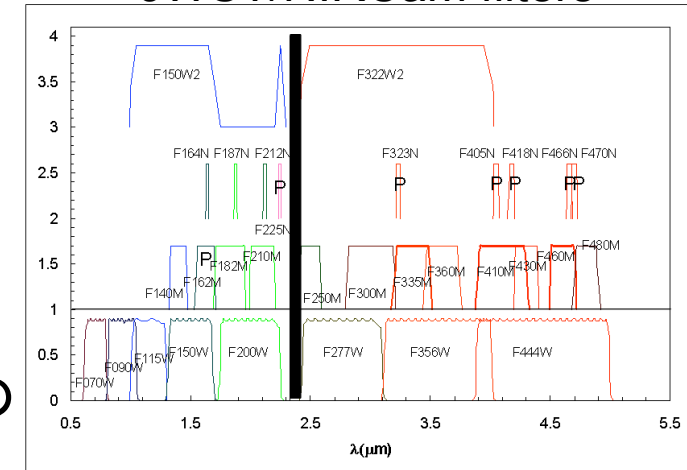 4
3.5
3
2.5
2
1.5
1
0.5
0
F150W2
F322W2
F164N F187N F212N F323N F405N F418N F466N F470N
P P P P P P
F225N
P
F140M F162M F182M F210M F250M F300M F335M F360M F410M F430M F460M F480M
F070W F090W F115W F150W F200W F277W F356W F444W
0.5 1.5 2.5 3.5 4.5 5.5
λ(μm)